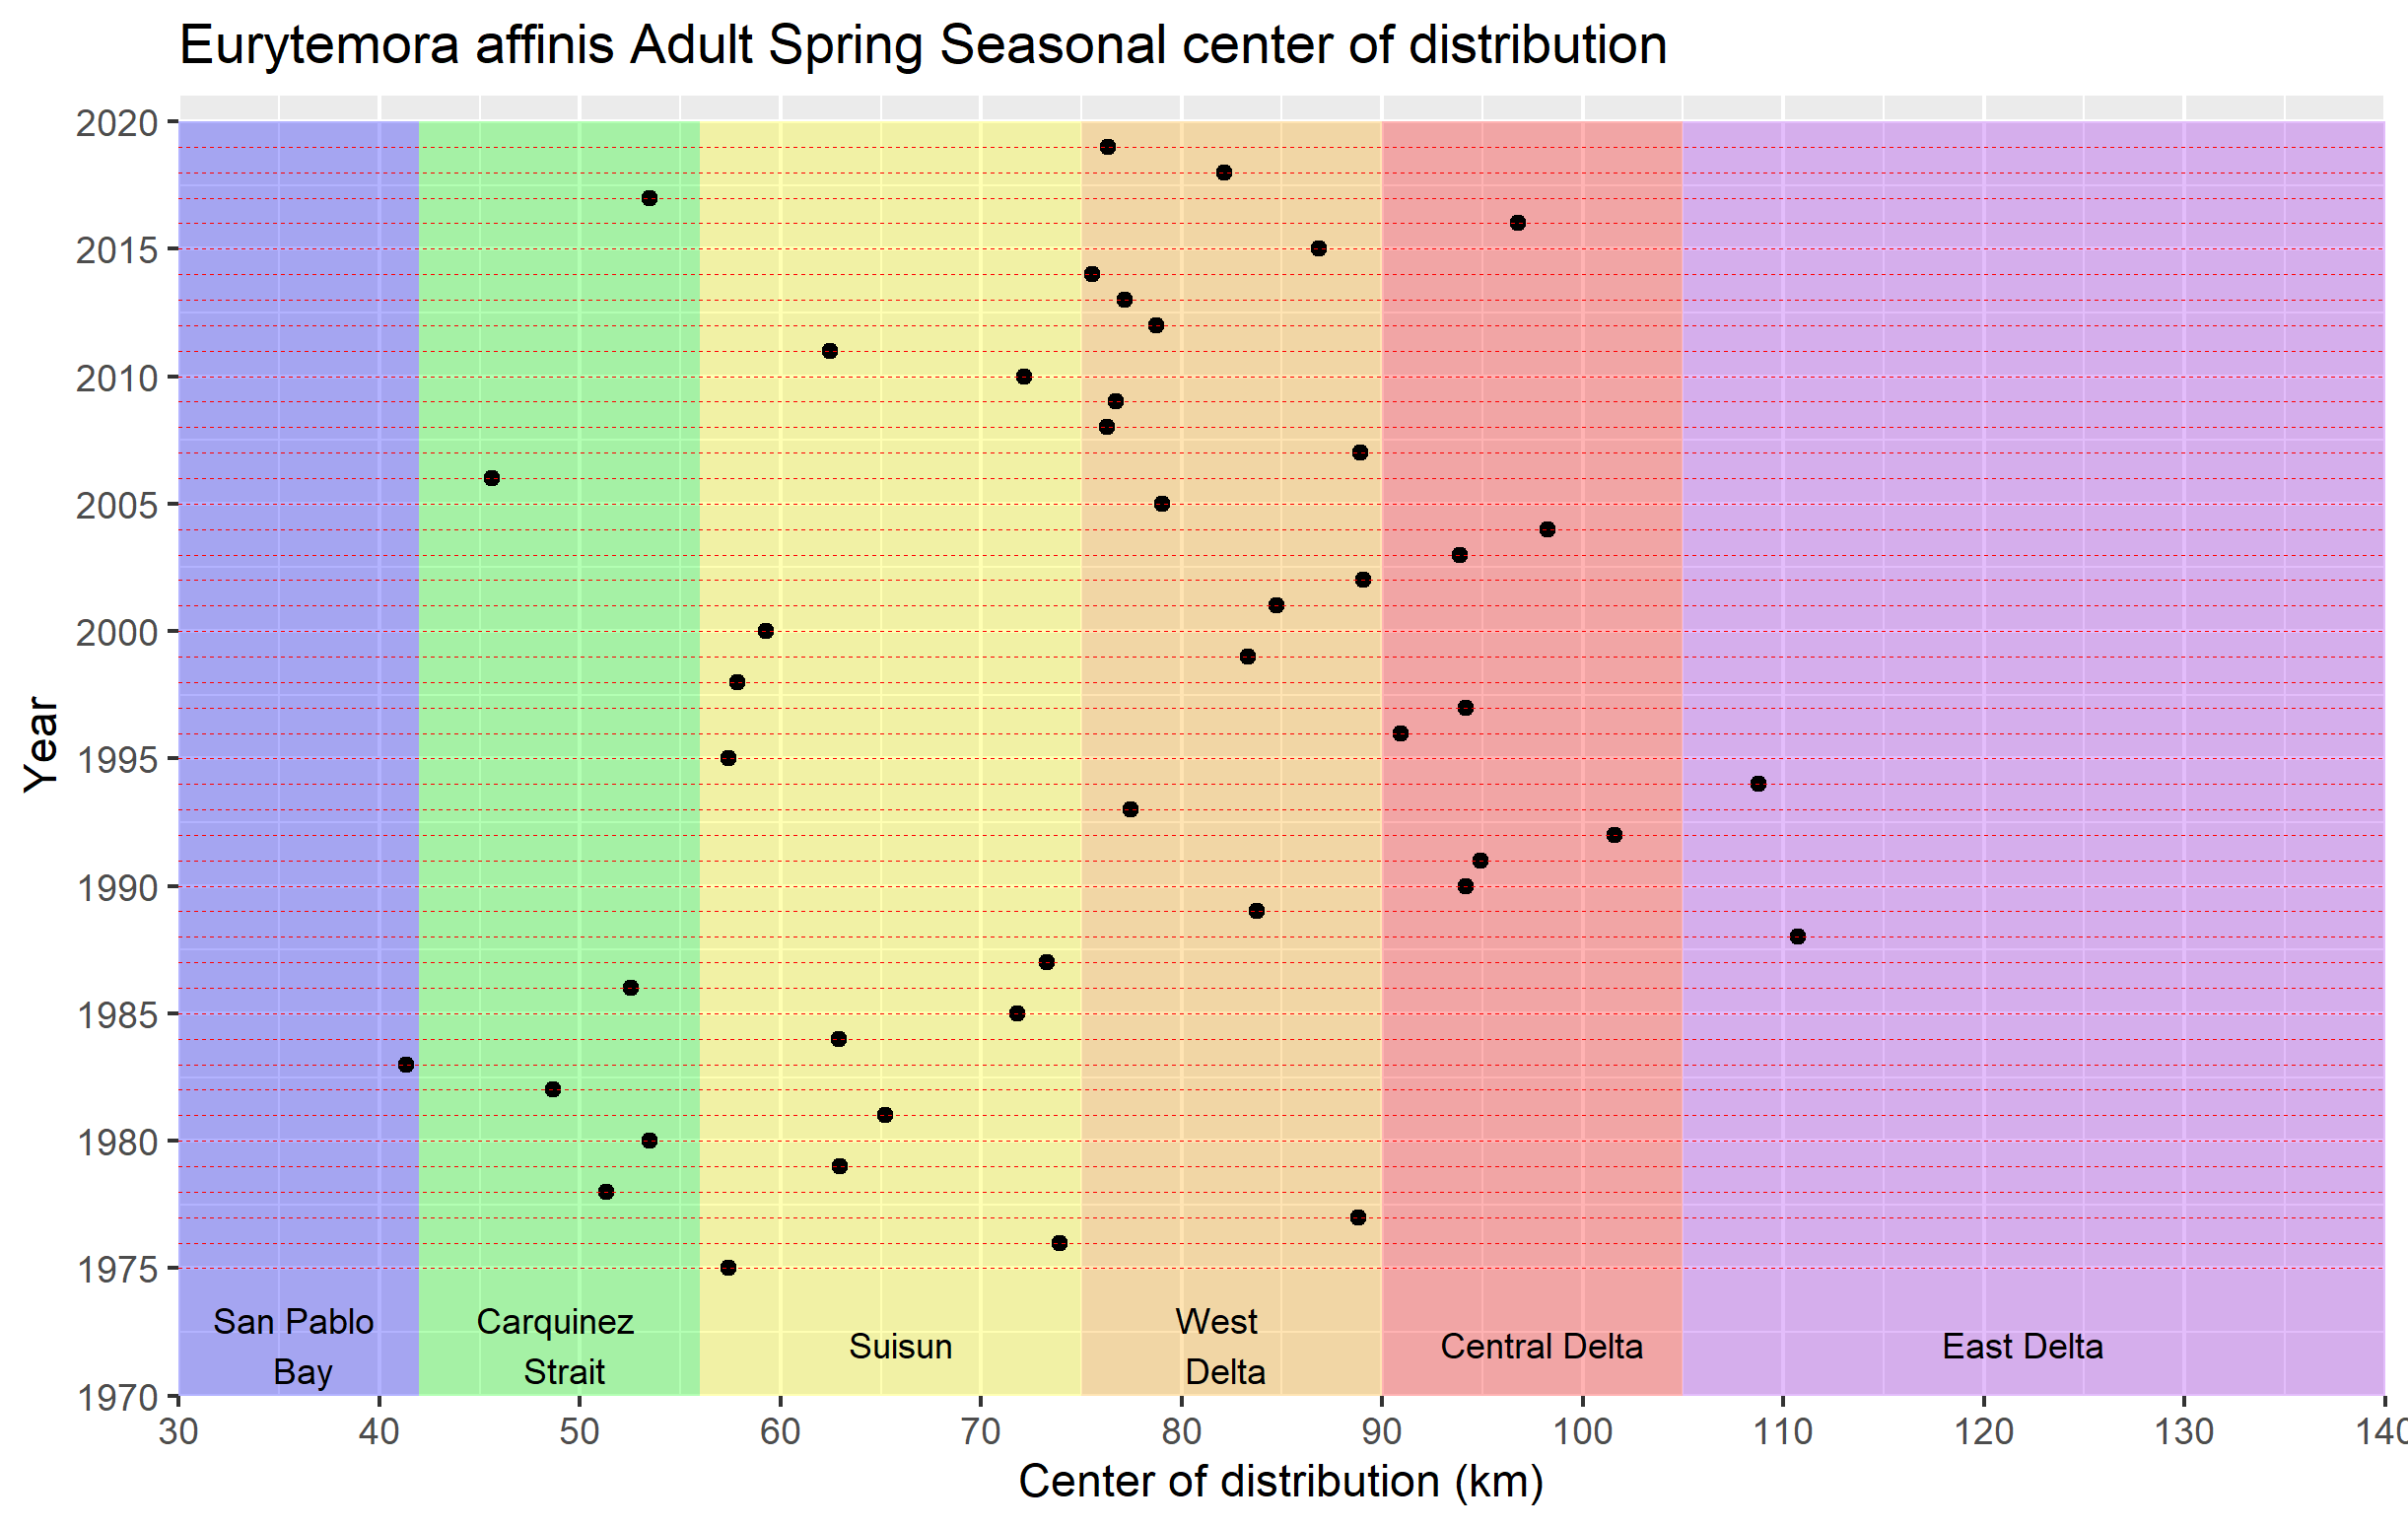 Eurytemora affinis Adult Spring Seasonal center of distribution
2020
2015
2010
2005
2000
1995
1990
1985
1980
1975
1970
Year
San Pablo
Bay
Carquinez
Strait
Suisun
West
Delta
Central Delta
East Delta
30 40 50 60 70 80 90 100 110 120 130 140
Center of distribution (km)